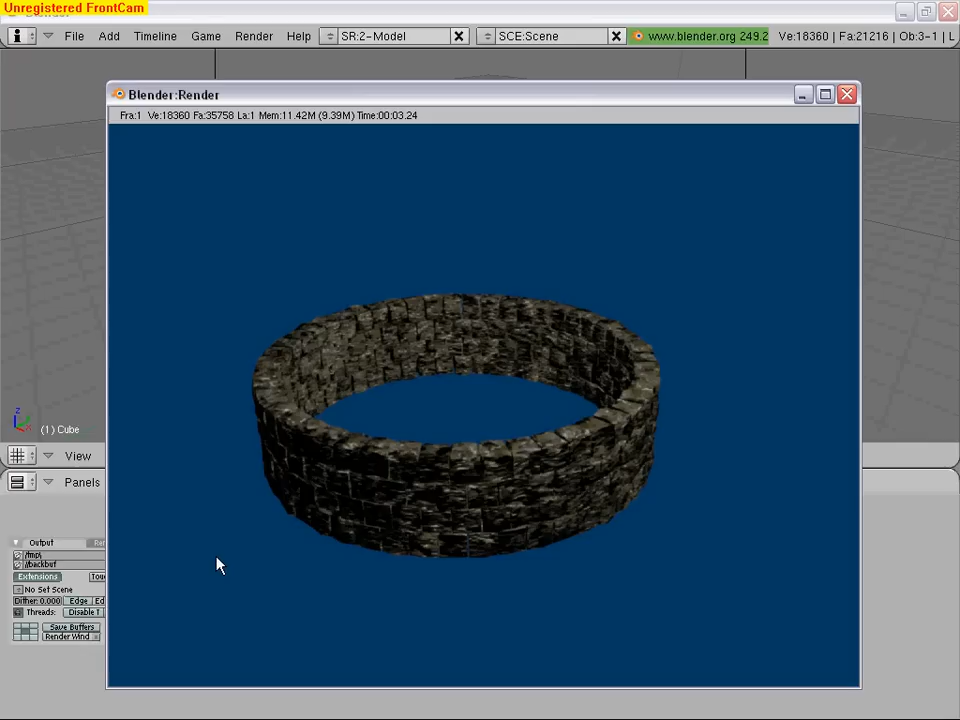 Unregistered FrontCam
File Add Timeline Game Render Help SR:2-Model SCE:Scene www.blender.org 249.2 Ve:18360 | Fa:21216 | Ob:3-1 | L
Blender:Render
Fra:1 Ve:18360 Fa:35758 La:1 Mem:11.42M (9.39M) Time:00:03.24
z
(1) Cube
View
Panels
Output
/tmp\
//backbuf
Extensions
No Set Scene
Dither: 0.000 Edge
Threads: Disable T
Save Buffers
Render Wind